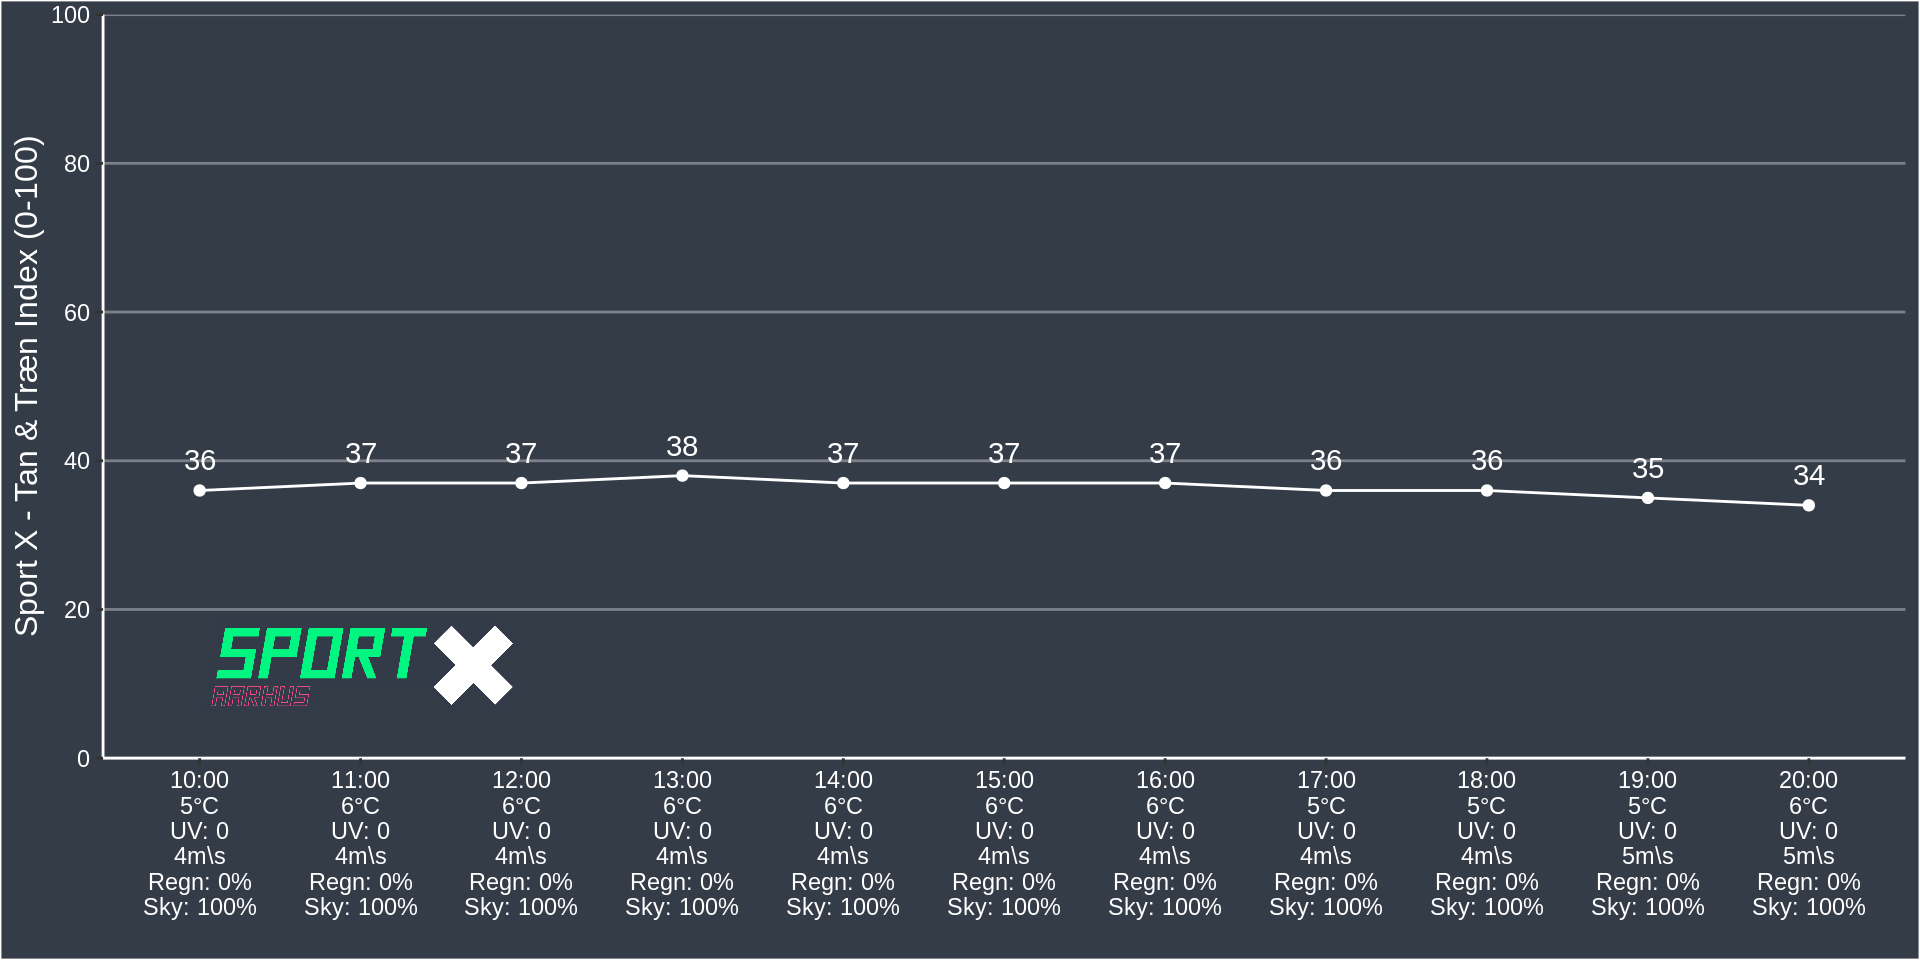 Sport X - Tan & Træn Index (0-100)
100
80
60
40
20
0
36 37 37 38 37 37 37 36 36 35 34
SPORT X
AARHUS
10:00 11:00 12:00 13:00 14:00 15:00 16:00 17:00 18:00 19:00 20:00
5°C 6°C 6°C 6°C 6°C 6°C 6°C 5°C 5°C 5°C 6°C
UV: 0 UV: 0 UV: 0 UV: 0 UV: 0 UV: 0 UV: 0 UV: 0 UV: 0 UV: 0 UV: 0
4m\s 4m\s 4m\s 4m\s 4m\s 4m\s 4m\s 4m\s 4m\s 5m\s 5m\s
Regn: 0% Regn: 0% Regn: 0% Regn: 0% Regn: 0% Regn: 0% Regn: 0% Regn: 0% Regn: 0% Regn: 0% Regn: 0%
Sky: 100% Sky: 100% Sky: 100% Sky: 100% Sky: 100% Sky: 100% Sky: 100% Sky: 100% Sky: 100% Sky: 100% Sky: 100%